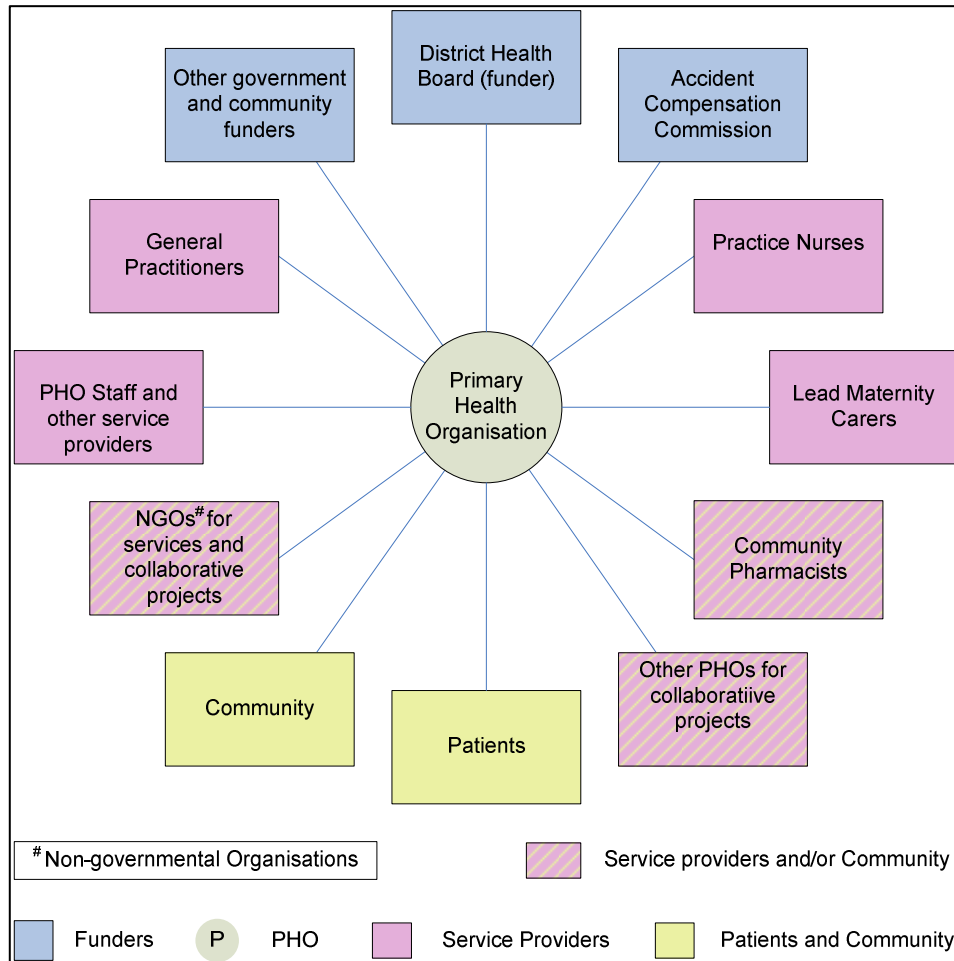 District Health
Board (funder)
Other government
and community
funders
Accident
Compensation
Commission
General
Practitioners
Practice Nurses
PHO Staff and
other service
providers
Primary
Health
Organisation
Lead Maternity
Carers
NGOs# for
services and
collaborative
projects
Community
Pharmacists
Community
Patients
Other PHOs for
collaboratiive
projects
# Non-governmental Organisations
Service providers and/or Community
Funders
P
PHO
Service Providers
Patients and Community